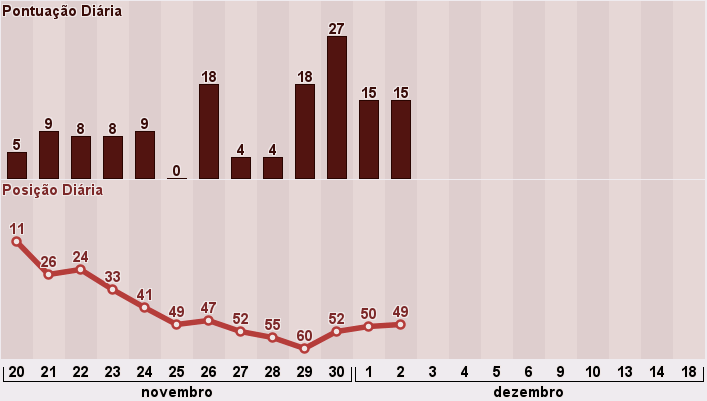 Pontuação Diária
5 9 8 8 9 0 18 4 4 18 27 15 15
Posição Diária
11 26 24 33 41 49 47 52 55 60 52 50 49
20 21 22 23 24 25 26 27 28 29 30 1 2 3 4 5 6 9 10 13 14 18
novembro dezembro